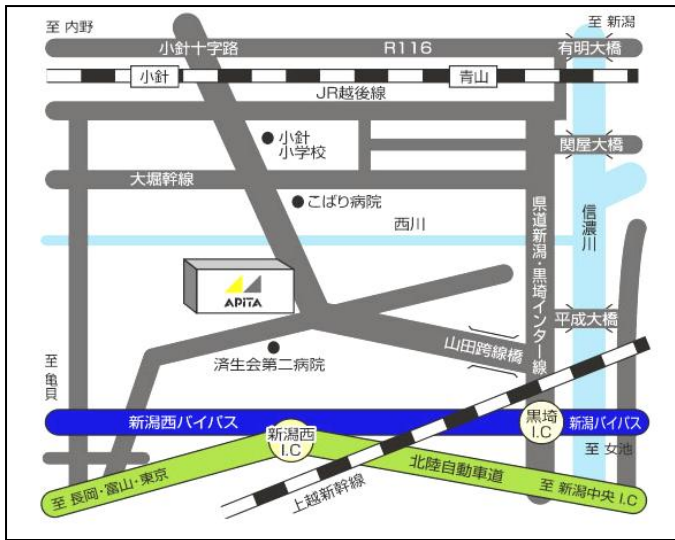 至 内野
至 新潟
小針十字路
R116
有明大橋
小針
青山
JR越後線
小針
小学校
関屋大橋
大堀幹線
こばり病院
西川
信濃川
県道新潟・黒埼インター線
APiTA
平成大橋
山田跨線橋
済生会第二病院
至 亀貝
新潟西バイパス
新潟西
I.C
黒埼
I.C
新潟バイパス
至 女池
北陸自動車道
至 長岡・富山・東京
上越新幹線
至 新潟中央 I.C